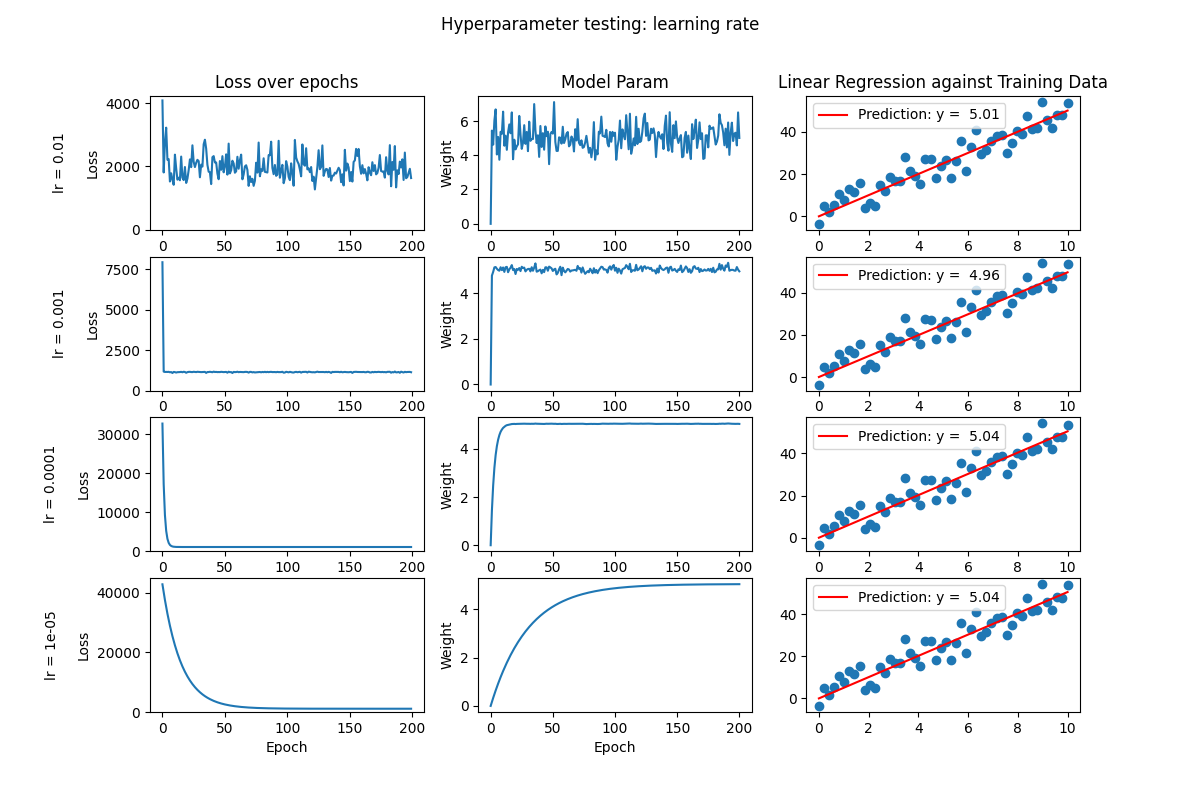 Hyperparameter testing: learning rate
Loss over epochs
Model Param
Linear Regression against Training Data
lr = 0.01
Loss
4000
2000
0
0 50 100 150 200
Weight
6
4
2
0
0 50 100 150 200
Prediction: y = 5.01
40
20
0
0 2 4 6 8 10
lr = 0.001
Loss
7500
5000
2500
0
0 50 100 150 200
Weight
4
2
0
0 50 100 150 200
Prediction: y = 4.96
40
20
0
0 2 4 6 8 10
lr = 0.0001
Loss
30000
20000
10000
0
0 50 100 150 200
Weight
4
2
0
0 50 100 150 200
Prediction: y = 5.04
40
20
0
0 2 4 6 8 10
lr = 1e-05
Loss
40000
20000
0
0 50 100 150 200
Epoch
Weight
4
2
0
0 50 100 150 200
Epoch
Prediction: y = 5.04
40
20
0
0 2 4 6 8 10